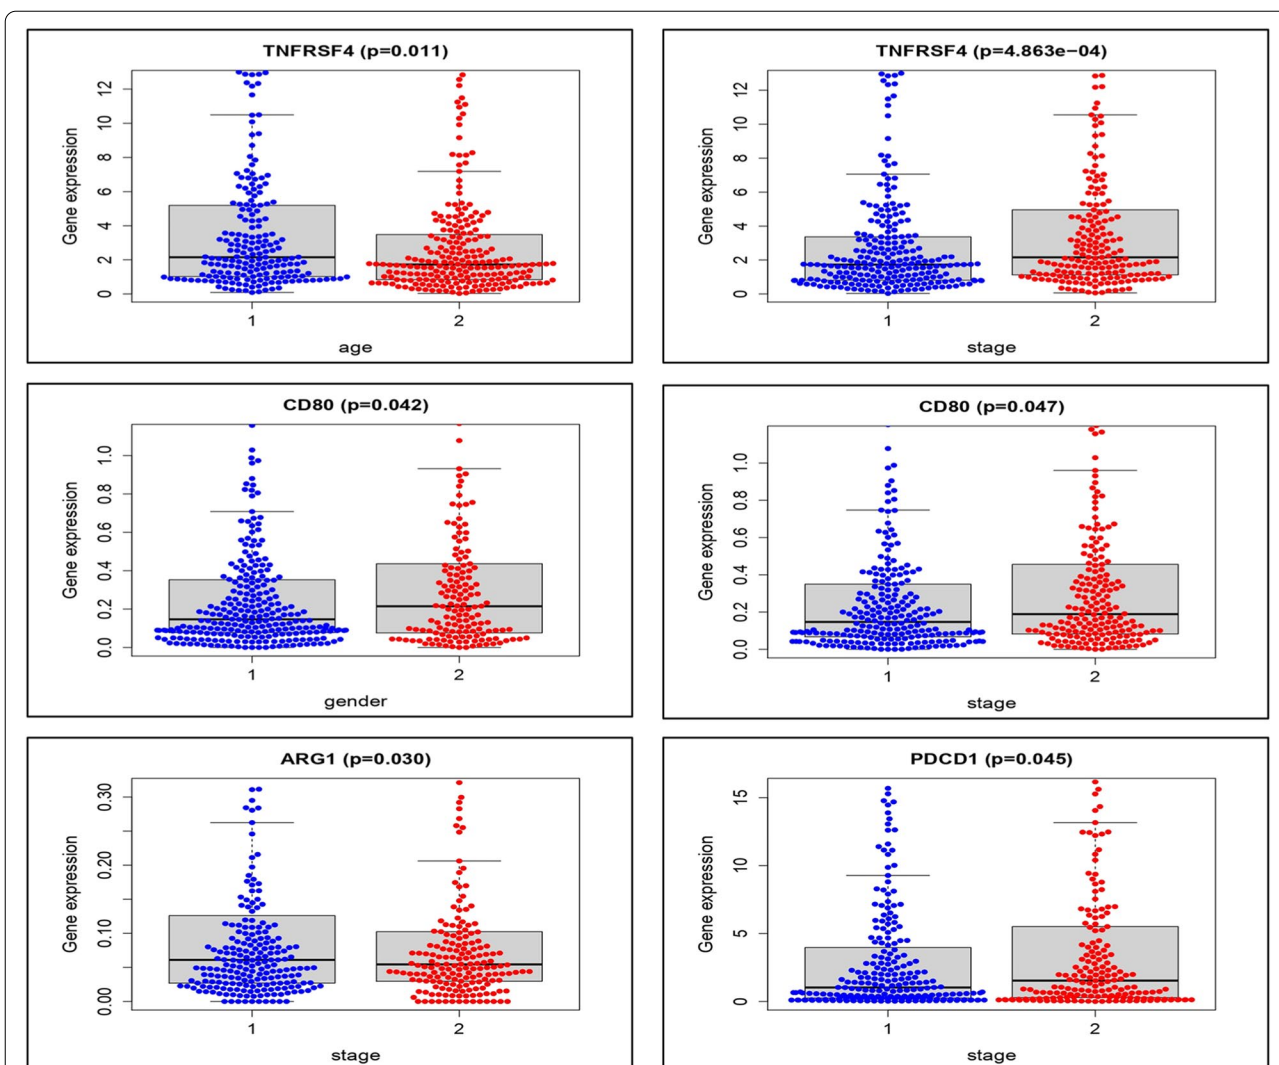 TNFRSF4 (p=0.011)
Gene expression
0 2 4 6 8 10 12
1 2
age
TNFRSF4 (p=4.863e−04)
Gene expression
0 2 4 6 8 10 12
1 2
stage
CD80 (p=0.042)
Gene expression
0.0 0.2 0.4 0.6 0.8 1.0
1 2
gender
CD80 (p=0.047)
Gene expression
0.0 0.2 0.4 0.6 0.8 1.0
1 2
stage
ARG1 (p=0.030)
Gene expression
0.00 0.10 0.20 0.30
1 2
stage
PDCD1 (p=0.045)
Gene expression
0 5 10 15
1 2
stage